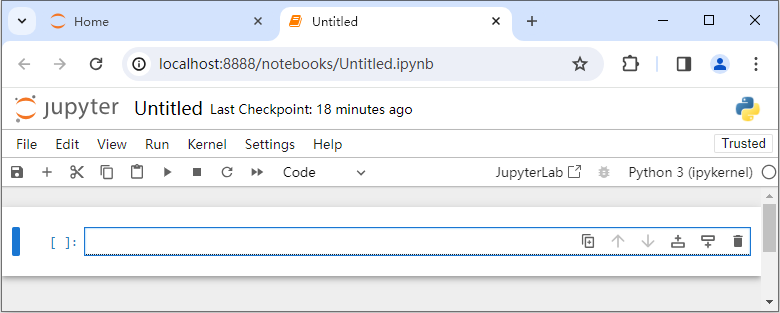 Home
Untitled
localhost:8888/notebooks/Untitled.ipynb
jupyter Untitled Last Checkpoint: 18 minutes ago
File Edit View Run Kernel Settings Help Trusted
Code JupyterLab Python 3 (ipykernel)
[ ]: